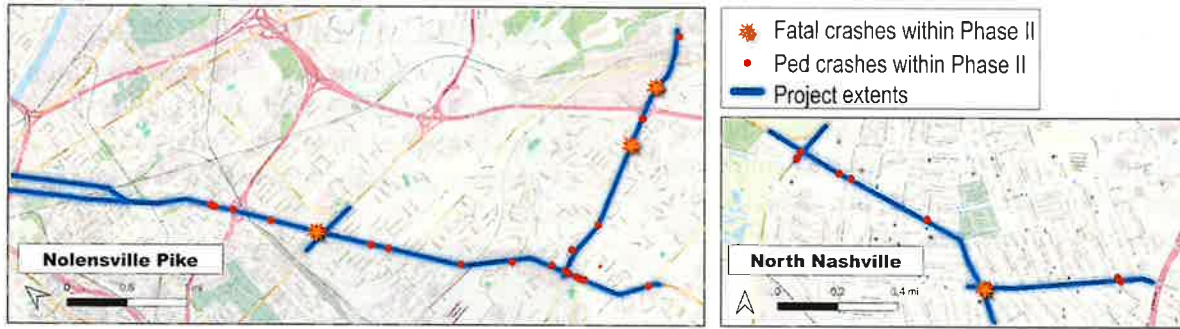 Fatal crashes within Phase II
Ped crashes within Phase II
Project extents
Nolensville Pike
0 0.5
North Nashville
0 0.2 0.4 mi